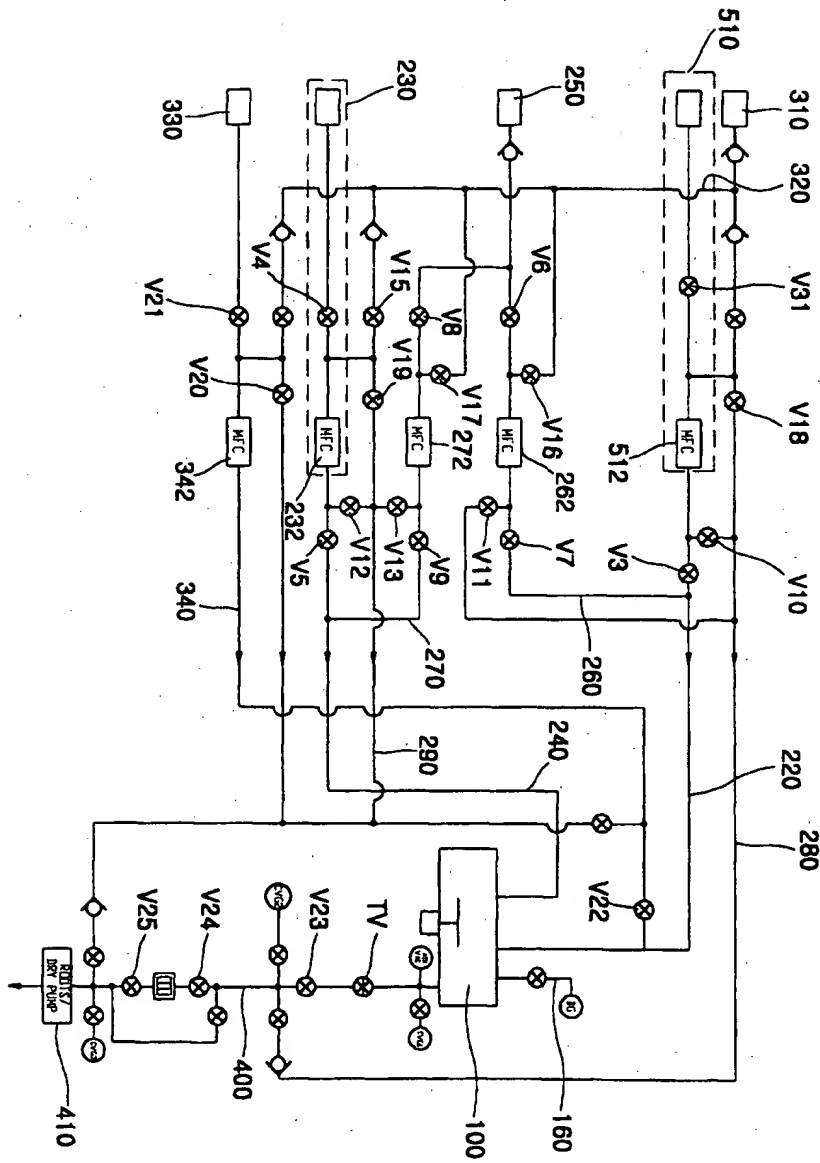 510
310
320
250
230
330
V31
V6
V8
V15
V4
V21
V18
V16
V17
V19
V20
MFC
512
MFC
262
MFC
272
MFC
232
MFC
342
V10
V3
V7
V11
V9
V13
V12
V5
260
270
340
220
280
240
290
V22
TV
V23
V24
V25
BG
160
100
400
ROOTS/
DRY PUMP
410